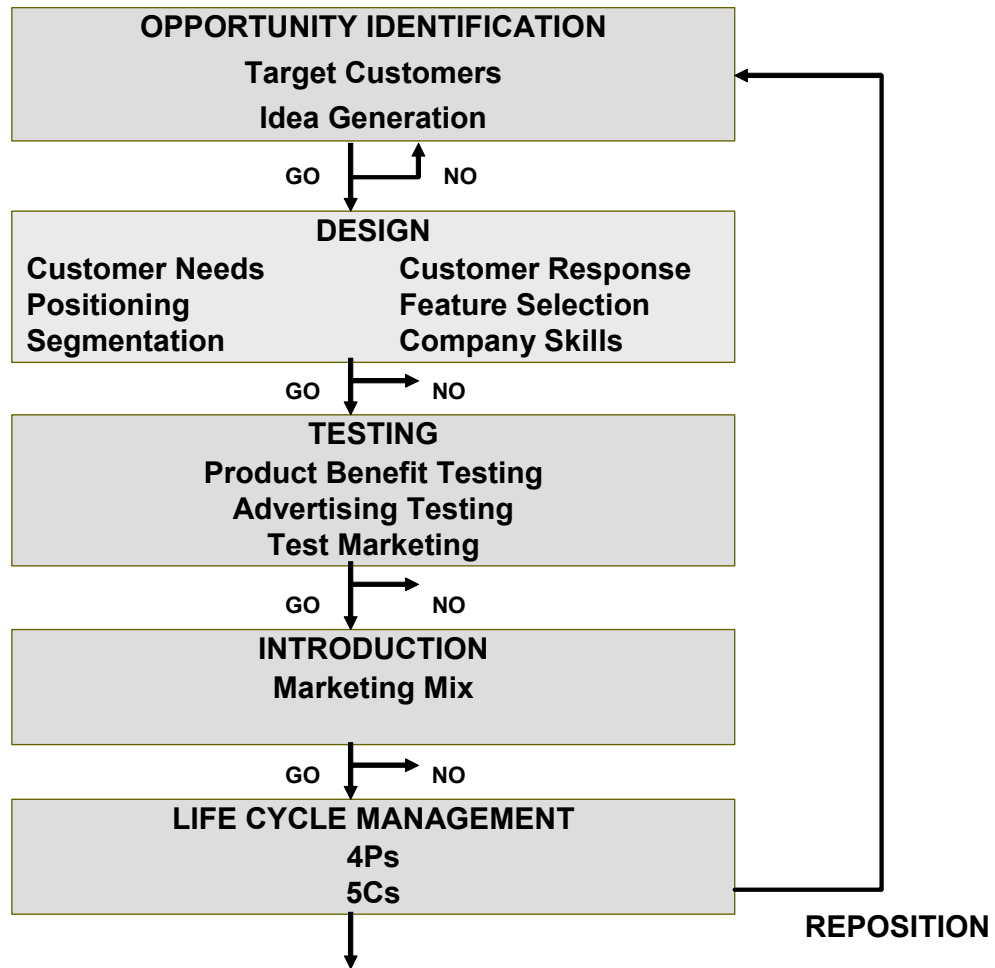 OPPORTUNITY IDENTIFICATION
Target Customers
Idea Generation
GO NO
DESIGN
Customer Needs Customer Response
Positioning Feature Selection
Segmentation Company Skills
GO NO
TESTING
Product Benefit Testing
Advertising Testing
Test Marketing
GO NO
INTRODUCTION
Marketing Mix
GO NO
LIFE CYCLE MANAGEMENT
4Ps
5Cs
REPOSITION